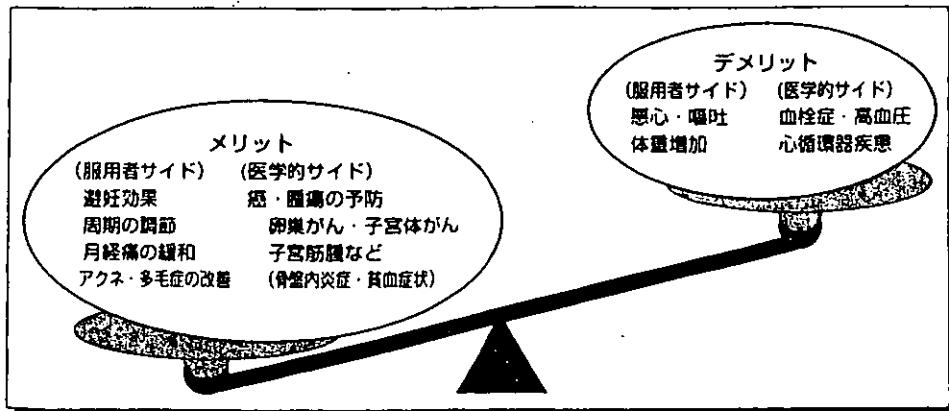 メリット
(服用者サイド) (医学的サイド)
避妊効果 癌・腫瘍の予防
周期の調節 卵巣がん・子宮体がん
月経痛の緩和 子宮筋腫など
アクネ・多毛症の改善 (骨盤内炎症・貧血症状)
デメリット
(服用者サイド) (医学的サイド)
悪心・嘔吐 血栓症・高血圧
体重増加 心循環器疾患